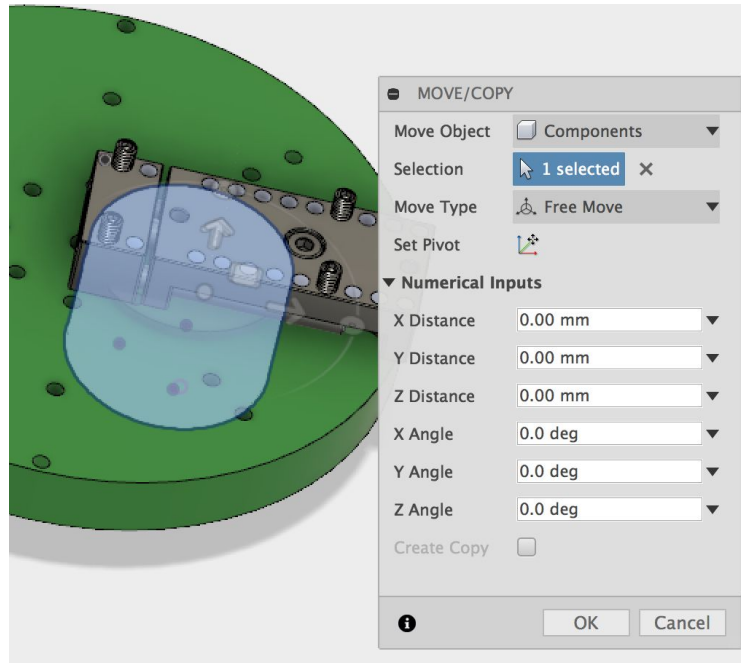 MOVE/COPY
Move Object Components
Selection 1 selected
Move Type Free Move
Set Pivot
Numerical Inputs
X Distance 0.00 mm
Y Distance 0.00 mm
Z Distance 0.00 mm
X Angle 0.0 deg
Y Angle 0.0 deg
Z Angle 0.0 deg
Create Copy
OK Cancel